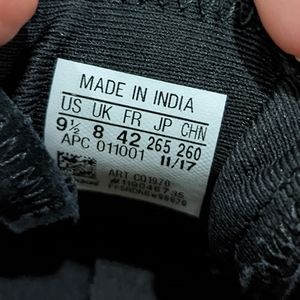 MADE IN INDIA
US UK FR JP CHN
9½ 8 42 265 260
APC 011001 11/17
ART CQ1970